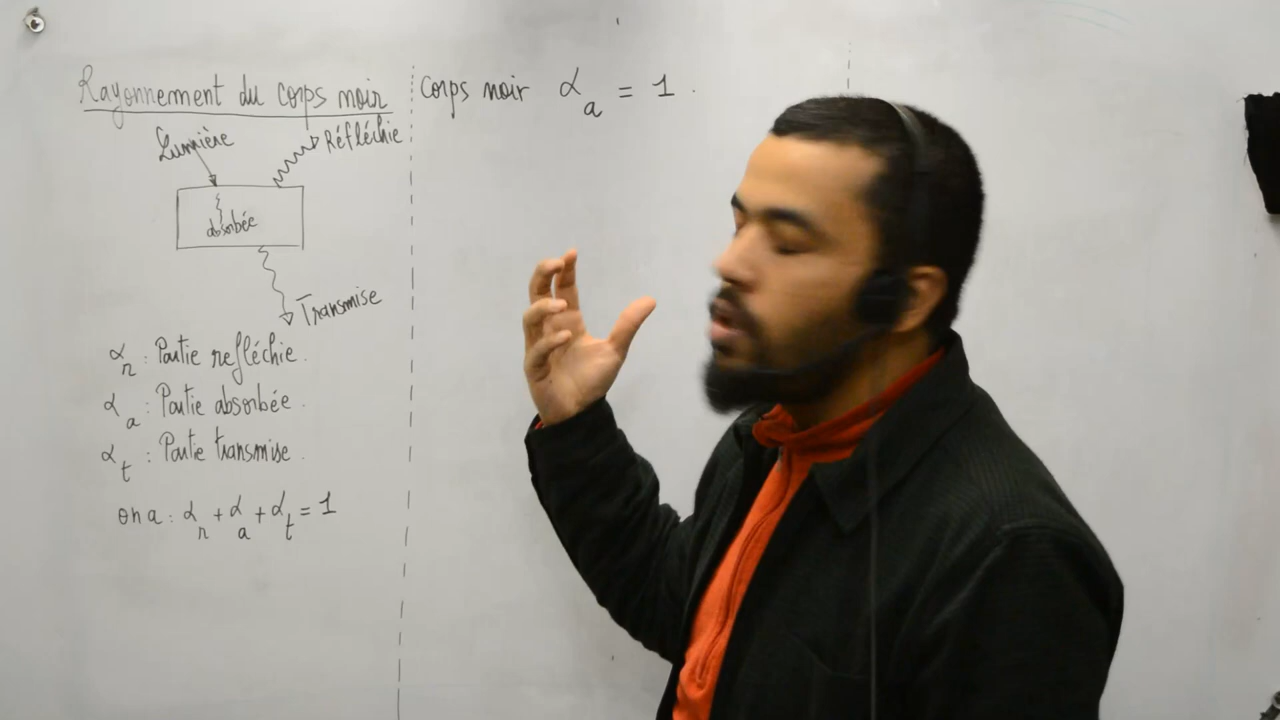 Rayonnement du corps noir
Lumière
Réfléchie
absorbée
Transmise
α_r : Partie refléchie.
α_a : Partie absorbée.
α_t : Partie transmise.
on a : α_r + α_a + α_t = 1
Corps noir α_a = 1.